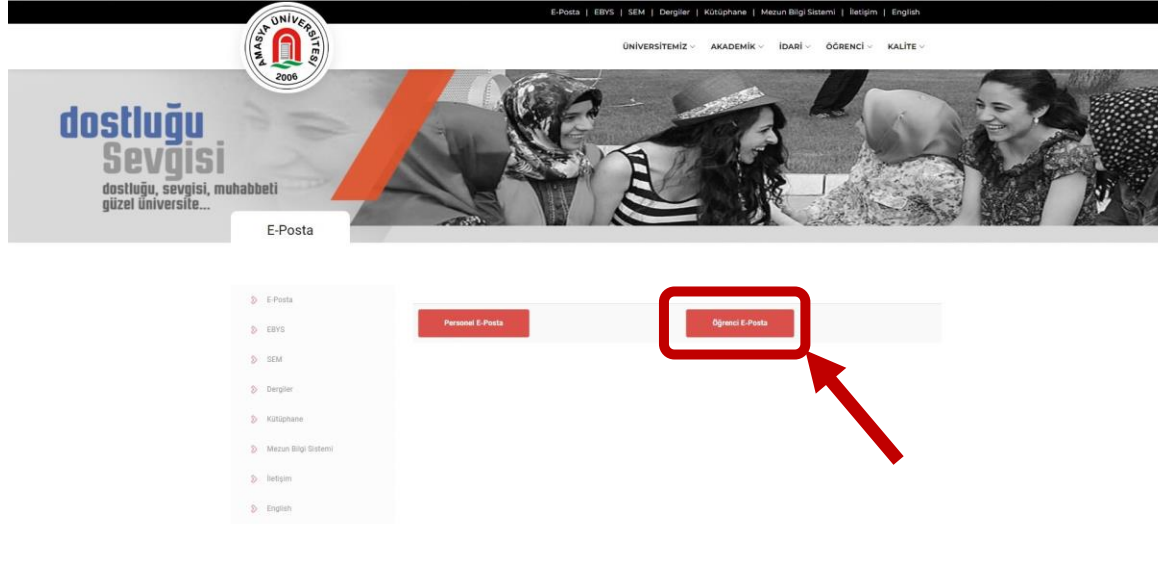 E-Posta | EBYS | SEM | Dergiler | Kütüphane | Mezun Bilgi Sistemi | İletişim | English
AMASYA ÜNİVERSİTESİ
2006
ÜNİVERSİTEMİZ AKADEMİK İDARİ ÖĞRENCİ KALİTE
dostluğu
Sevgisi
dostluğu, sevgisi, muhabbeti
güzel üniversite...
E-Posta
E-Posta
EBYS
SEM
Dergiler
Kütüphane
Mezun Bilgi Sistemi
İletişim
English
Personel E-Posta
Öğrenci E-Posta